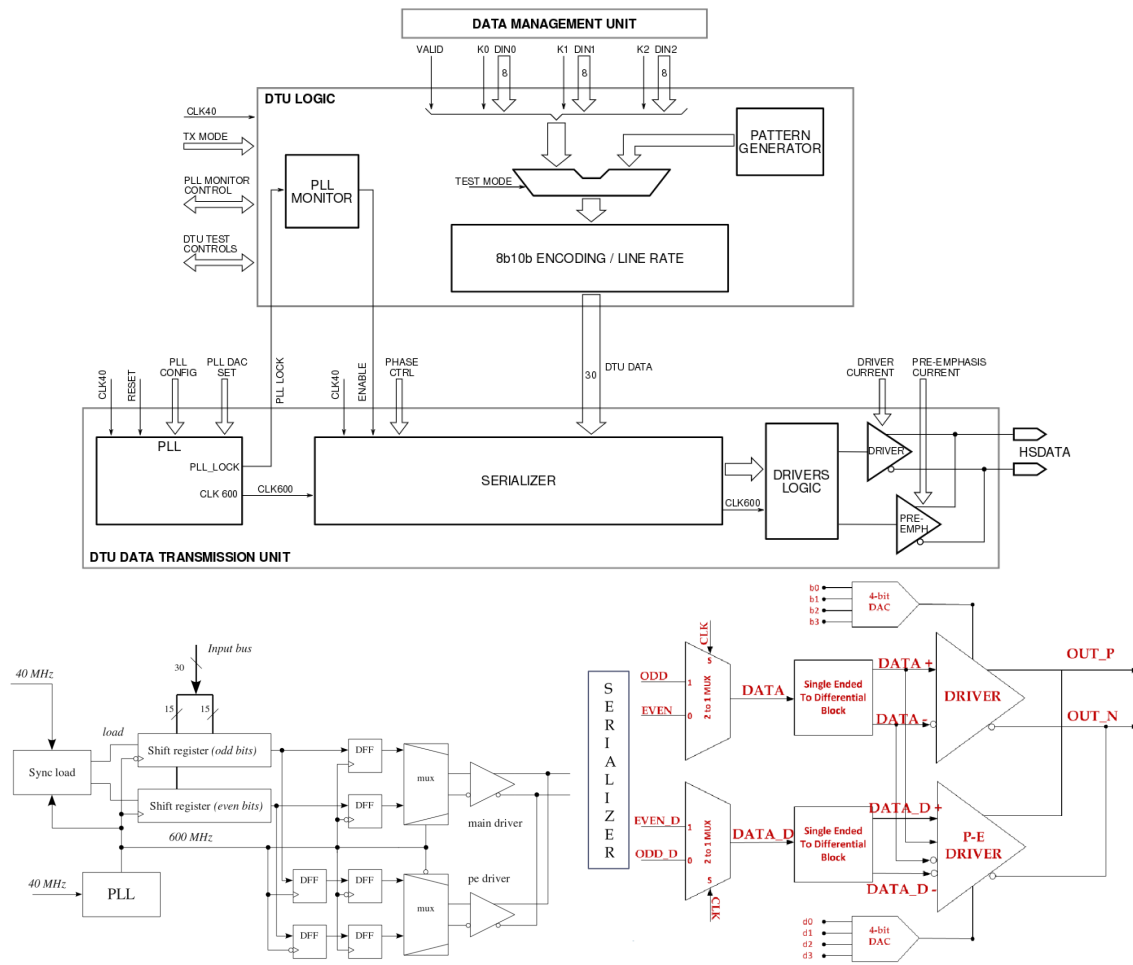 DATA MANAGEMENT UNIT
VALID
K0
DIN0
K1
DIN1
K2
DIN2
8
8
8
DTU LOGIC
CLK40
TX MODE
PLL MONITOR
CONTROL
DTU TEST
CONTROLS
PLL
MONITOR
PATTERN
GENERATOR
TEST MODE
8b10b ENCODING / LINE RATE
CLK40
RESET
PLL
CONFIG
PLL DAC
SET
PLL LOCK
CLK40
ENABLE
PHASE
CTRL
30
DTU DATA
DRIVER
CURRENT
PRE-EMPHASIS
CURRENT
PLL
PLL_LOCK
CLK 600
CLK600
SERIALIZER
CLK600
DRIVERS
LOGIC
DRIVER
PRE-
EMPH
HSDATA
DTU DATA TRANSMISSION UNIT
Input bus
30
15
15
40 MHz
load
Sync load
Shift register (odd bits)
Shift register (even bits)
600 MHz
40 MHz
PLL
DFF
DFF
DFF
DFF
DFF
DFF
mux
mux
main driver
pe driver
SERIALIZER
CLK
ODD
EVEN
1
0
S
2 to 1 MUX
DATA
Single Ended
To Differential
Block
DATA +
DATA -
b0
b1
b2
b3
4-bit
DAC
DRIVER
OUT_P
OUT_N
EVEN_D
ODD_D
1
0
S
2 to 1 MUX
CLK
DATA_D
Single Ended
To Differential
Block
DATA_D +
DATA_D -
P-E
DRIVER
d0
d1
d2
d3
4-bit
DAC